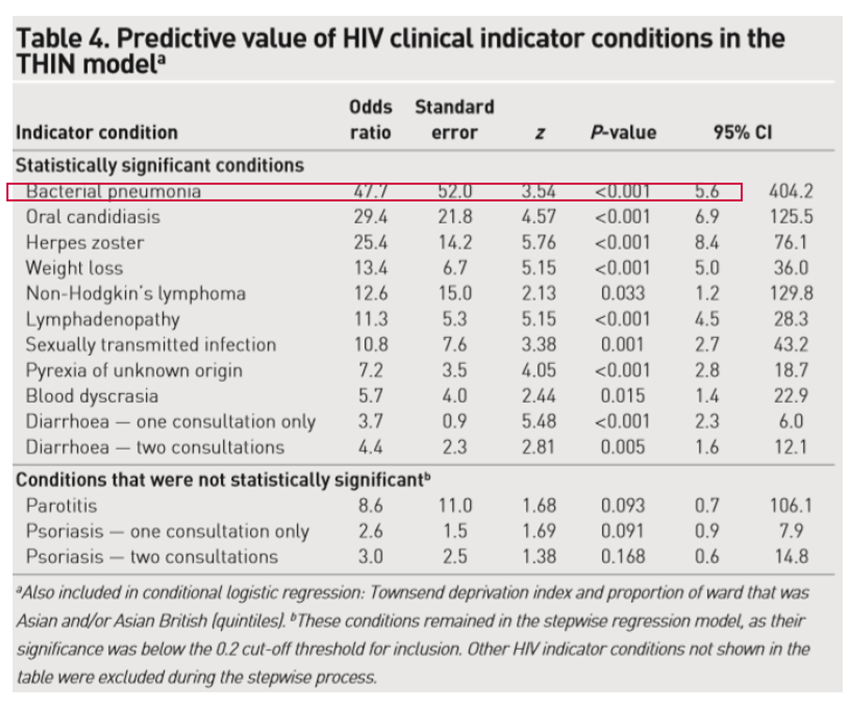 Table 4. Predictive value of HIV clinical indicator conditions in the
THIN modelᵃ
Odds Standard
Indicator condition ratio error z P-value 95% CI
Statistically significant conditions
Bacterial pneumonia 47.7 52.0 3.54 <0.001 5.6 404.2
Oral candidiasis 29.4 21.8 4.57 <0.001 6.9 125.5
Herpes zoster 25.4 14.2 5.76 <0.001 8.4 76.1
Weight loss 13.4 6.7 5.15 <0.001 5.0 36.0
Non-Hodgkin's lymphoma 12.6 15.0 2.13 0.033 1.2 129.8
Lymphadenopathy 11.3 5.3 5.15 <0.001 4.5 28.3
Sexually transmitted infection 10.8 7.6 3.38 0.001 2.7 43.2
Pyrexia of unknown origin 7.2 3.5 4.05 <0.001 2.8 18.7
Blood dyscrasia 5.7 4.0 2.44 0.015 1.4 22.9
Diarrhoea — one consultation only 3.7 0.9 5.48 <0.001 2.3 6.0
Diarrhoea — two consultations 4.4 2.3 2.81 0.005 1.6 12.1
Conditions that were not statistically significantᵇ
Parotitis 8.6 11.0 1.68 0.093 0.7 106.1
Psoriasis — one consultation only 2.6 1.5 1.69 0.091 0.9 7.9
Psoriasis — two consultations 3.0 2.5 1.38 0.168 0.6 14.8
ᵃAlso included in conditional logistic regression: Townsend deprivation index and proportion of ward that was
Asian and/or Asian British (quintiles). ᵇThese conditions remained in the stepwise regression model, as their
significance was below the 0.2 cut-off threshold for inclusion. Other HIV indicator conditions not shown in the
table were excluded during the stepwise process.